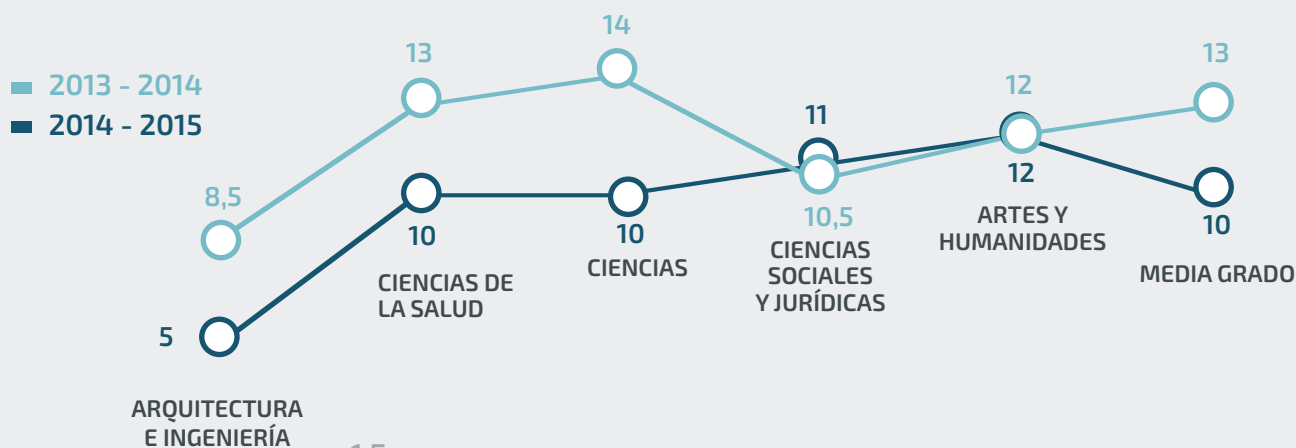 2013 - 2014
2014 - 2015
8,5
13
14
11
12
13
5
10
10
10,5
12
10
ARQUITECTURA
E INGENIERÍA
CIENCIAS DE
LA SALUD
CIENCIAS
CIENCIAS
SOCIALES
Y JURÍDICAS
ARTES Y
HUMANIDADES
MEDIA GRADO